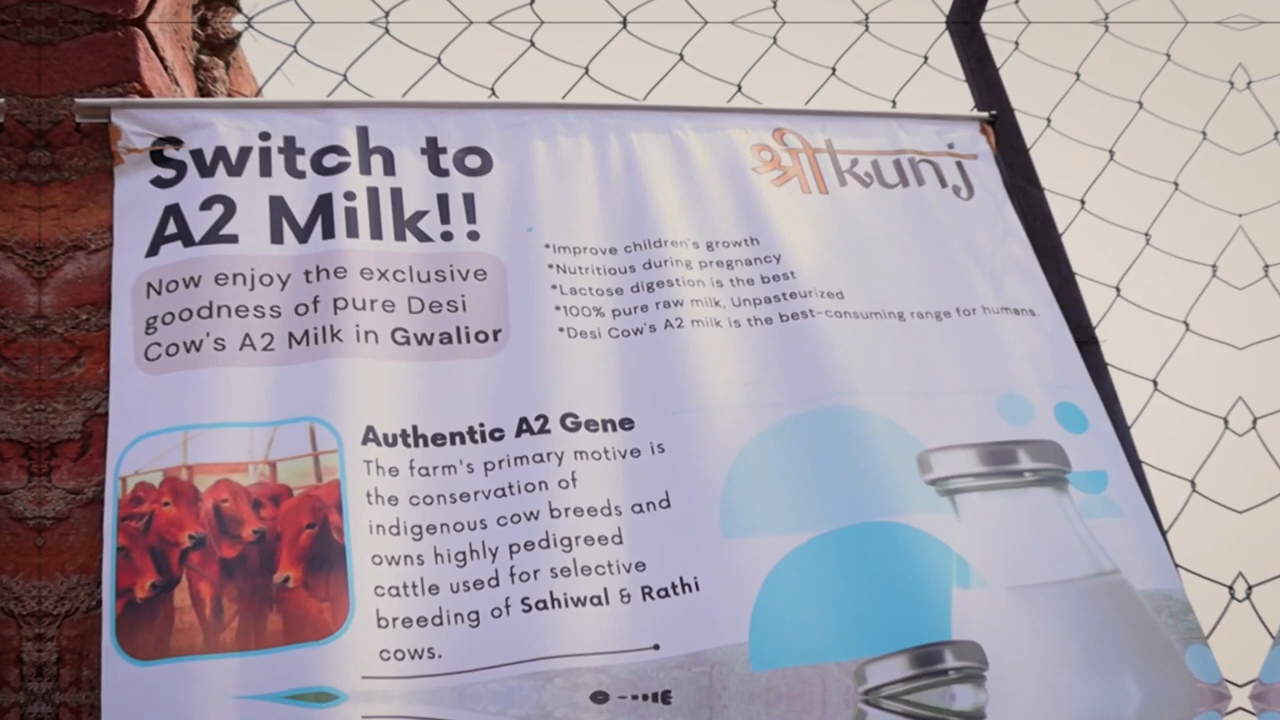 Switch to
A2 Milk!!
Now enjoy the exclusive
goodness of pure Desi
Cow's A2 Milk in Gwalior
श्रीkunj
*Improve children's growth
*Nutritious during pregnancy
*Lactose digestion is the best
*100% pure raw milk, Unpasteurized
*Desi Cow's A2 milk is the best-consuming range for humans.
Authentic A2 Gene
The farm's primary motive is
the conservation of
indigenous cow breeds and
owns highly pedigreed
cattle used for selective
breeding of Sahiwal & Rathi
cows.